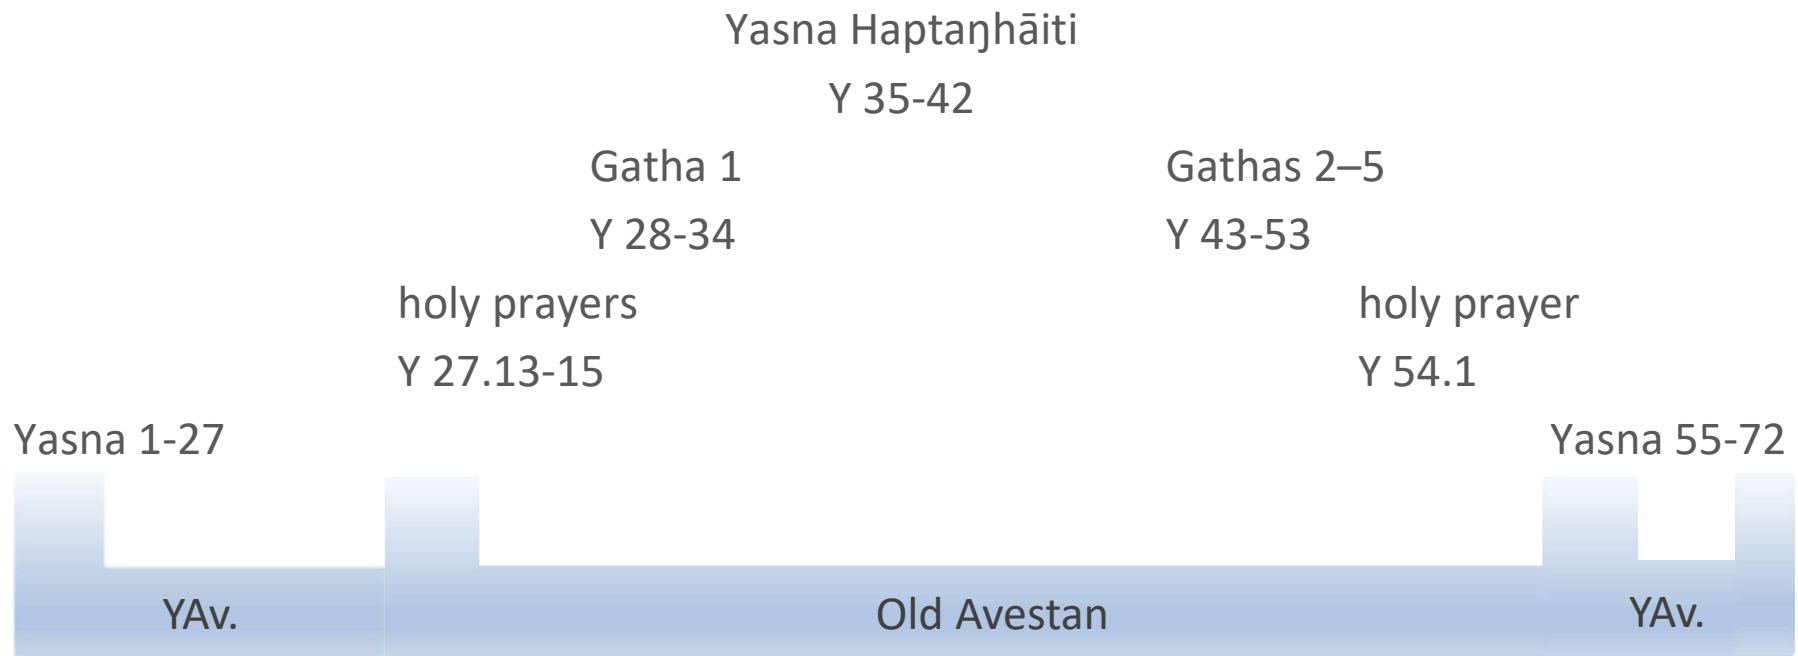 Yasna Haptaŋhāiti
Y 35-42
Gatha 1
Y 28-34
Gathas 2–5
Y 43-53
holy prayers
Y 27.13-15
holy prayer
Y 54.1
Yasna 1-27
Yasna 55-72
YAv.
Old Avestan
YAv.